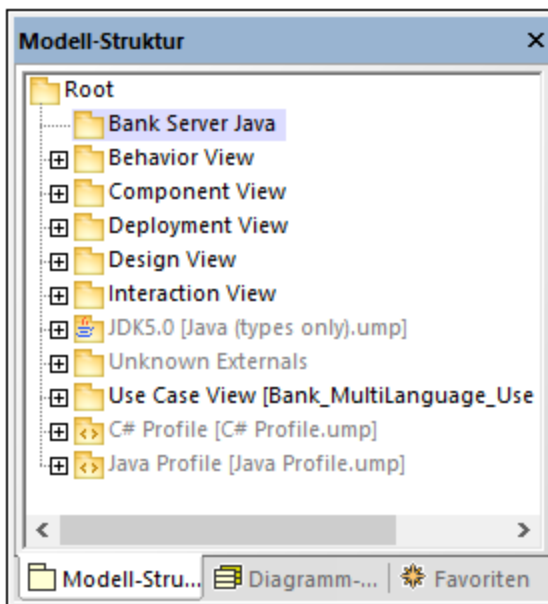 Modell-Struktur
Root
Bank Server Java
Behavior View
Component View
Deployment View
Design View
Interaction View
JDK5.0 [Java (types only).ump]
Unknown Externals
Use Case View [Bank_MultiLanguage_Use
C# Profile [C# Profile.ump]
Java Profile [Java Profile.ump]
Modell-Stru... Diagramm-... Favoriten